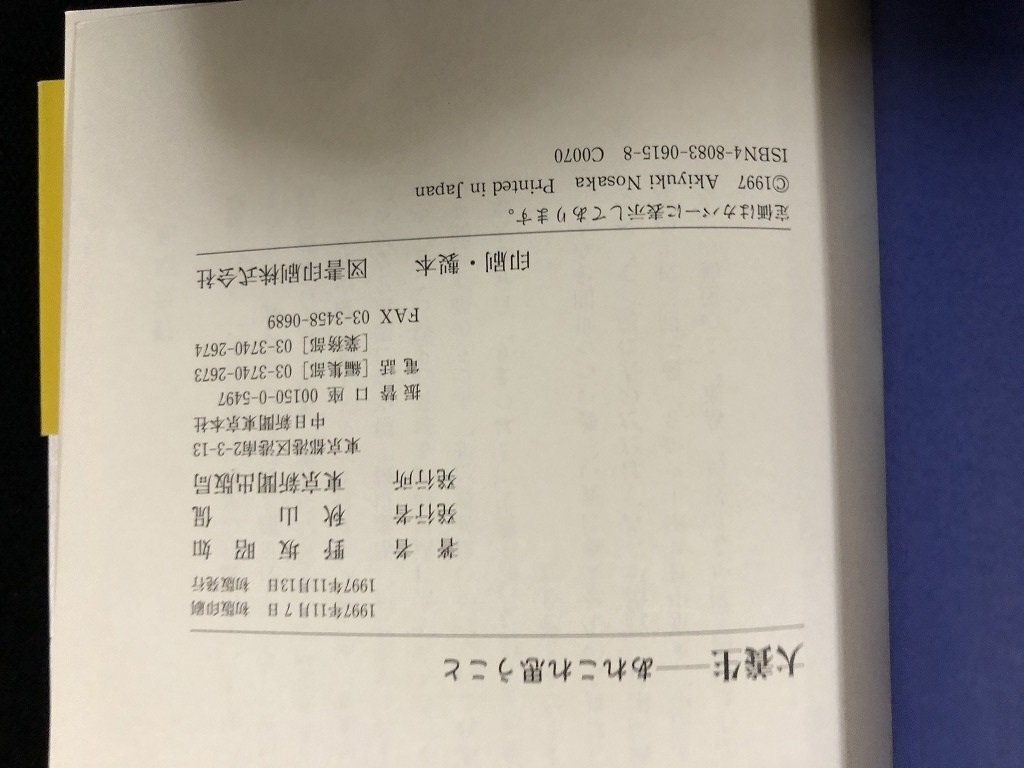 犬養生――あれこれ思うこと
1997年11月7日 初版印刷
1997年11月13日 初版発行
著者 野坂昭如
発行者 秋山侃
発行所 東京新聞出版局
東京都港区港南2-3-13
中日新聞東京本社
振替口座 00150-0-5497
電話 [編集部] 03-3740-2673
[業務部] 03-3740-2674
FAX 03-3458-0689
印刷・製本 図書印刷株式会社
定価はカバーに表示してあります。
©1997 Akiyuki Nosaka Printed in Japan
ISBN4-8083-0615-8 C0070